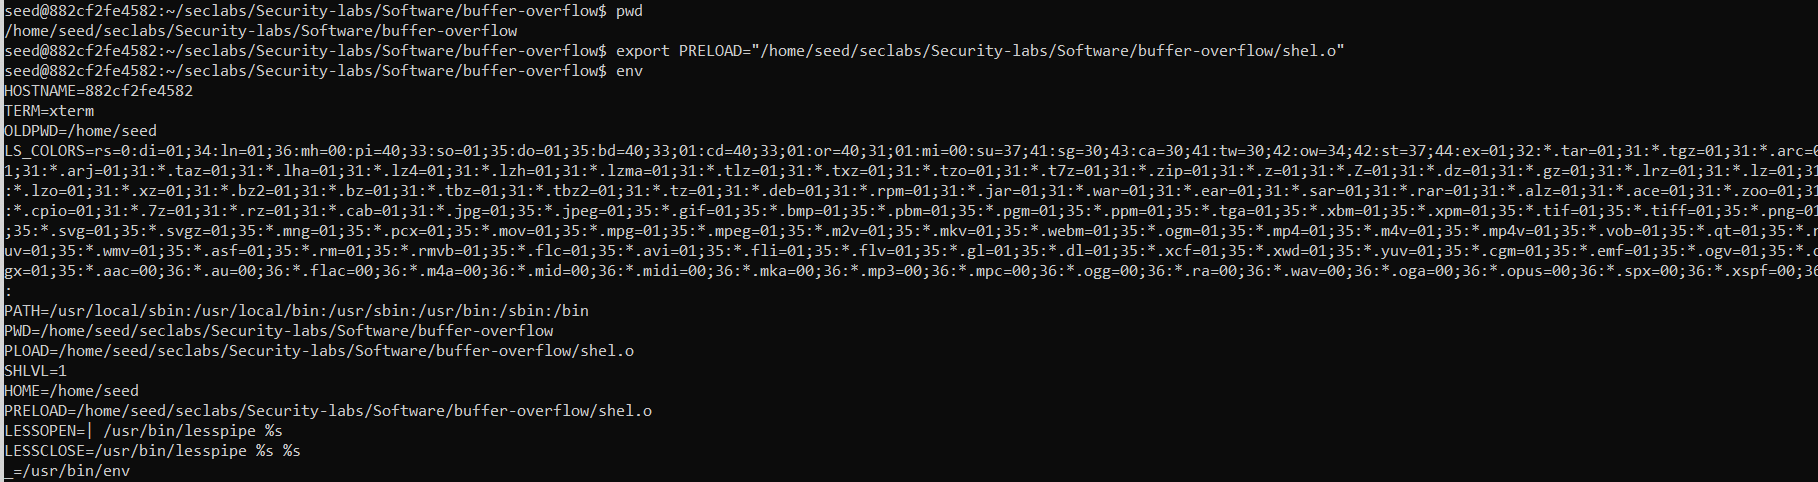 seed@882cf2fe4582:~/seclabs/Security-labs/Software/buffer-overflow$ pwd
/home/seed/seclabs/Security-labs/Software/buffer-overflow
seed@882cf2fe4582:~/seclabs/Security-labs/Software/buffer-overflow$ export PRELOAD="/home/seed/seclabs/Security-labs/Software/buffer-overflow/shel.o"
seed@882cf2fe4582:~/seclabs/Security-labs/Software/buffer-overflow$ env
HOSTNAME=882cf2fe4582
TERM=xterm
OLDPWD=/home/seed
LS_COLORS=rs=0:di=01;34:ln=01;36:mh=00:pi=40;33:so=01;35:do=01;35:bd=40;33;01:cd=40;33;01:or=40;31;01:mi=00:su=37;41:sg=30;43:ca=30;41:tw=30;42:ow=34;42:st=37;44:ex=01;32:*.tar=01;31:*.tgz=01;31:*.arc=0
1;31:*.arj=01;31:*.taz=01;31:*.lha=01;31:*.lz4=01;31:*.lzh=01;31:*.lzma=01;31:*.tlz=01;31:*.txz=01;31:*.tzo=01;31:*.t7z=01;31:*.zip=01;31:*.z=01;31:*.Z=01;31:*.dz=01;31:*.gz=01;31:*.lrz=01;31:*.lz=01;31
:*.lzo=01;31:*.xz=01;31:*.bz2=01;31:*.bz=01;31:*.tbz=01;31:*.tbz2=01;31:*.tz=01;31:*.deb=01;31:*.rpm=01;31:*.jar=01;31:*.war=01;31:*.ear=01;31:*.sar=01;31:*.rar=01;31:*.alz=01;31:*.ace=01;31:*.zoo=01;31
:*.cpio=01;31:*.7z=01;31:*.rz=01;31:*.cab=01;31:*.jpg=01;35:*.jpeg=01;35:*.gif=01;35:*.bmp=01;35:*.pbm=01;35:*.pgm=01;35:*.ppm=01;35:*.tga=01;35:*.xbm=01;35:*.xpm=01;35:*.tif=01;35:*.tiff=01;35:*.png=01
;35:*.svg=01;35:*.svgz=01;35:*.mng=01;35:*.pcx=01;35:*.mov=01;35:*.mpg=01;35:*.mpeg=01;35:*.m2v=01;35:*.mkv=01;35:*.webm=01;35:*.ogm=01;35:*.mp4=01;35:*.m4v=01;35:*.mp4v=01;35:*.vob=01;35:*.qt=01;35:*.
uv=01;35:*.wmv=01;35:*.asf=01;35:*.rm=01;35:*.rmvb=01;35:*.flc=01;35:*.avi=01;35:*.fli=01;35:*.flv=01;35:*.gl=01;35:*.dl=01;35:*.xcf=01;35:*.xwd=01;35:*.yuv=01;35:*.cgm=01;35:*.emf=01;35:*.ogv=01;35:*.
gx=01;35:*.aac=00;36:*.au=00;36:*.flac=00;36:*.m4a=00;36:*.mid=00;36:*.midi=00;36:*.mka=00;36:*.mp3=00;36:*.mpc=00;36:*.ogg=00;36:*.ra=00;36:*.wav=00;36:*.oga=00;36:*.opus=00;36:*.spx=00;36:*.xspf=00;36
:
PATH=/usr/local/sbin:/usr/local/bin:/usr/sbin:/usr/bin:/sbin:/bin
PWD=/home/seed/seclabs/Security-labs/Software/buffer-overflow
PLOAD=/home/seed/seclabs/Security-labs/Software/buffer-overflow/shel.o
SHLVL=1
HOME=/home/seed
PRELOAD=/home/seed/seclabs/Security-labs/Software/buffer-overflow/shel.o
LESSOPEN=| /usr/bin/lesspipe %s
LESSCLOSE=/usr/bin/lesspipe %s %s
_=/usr/bin/env